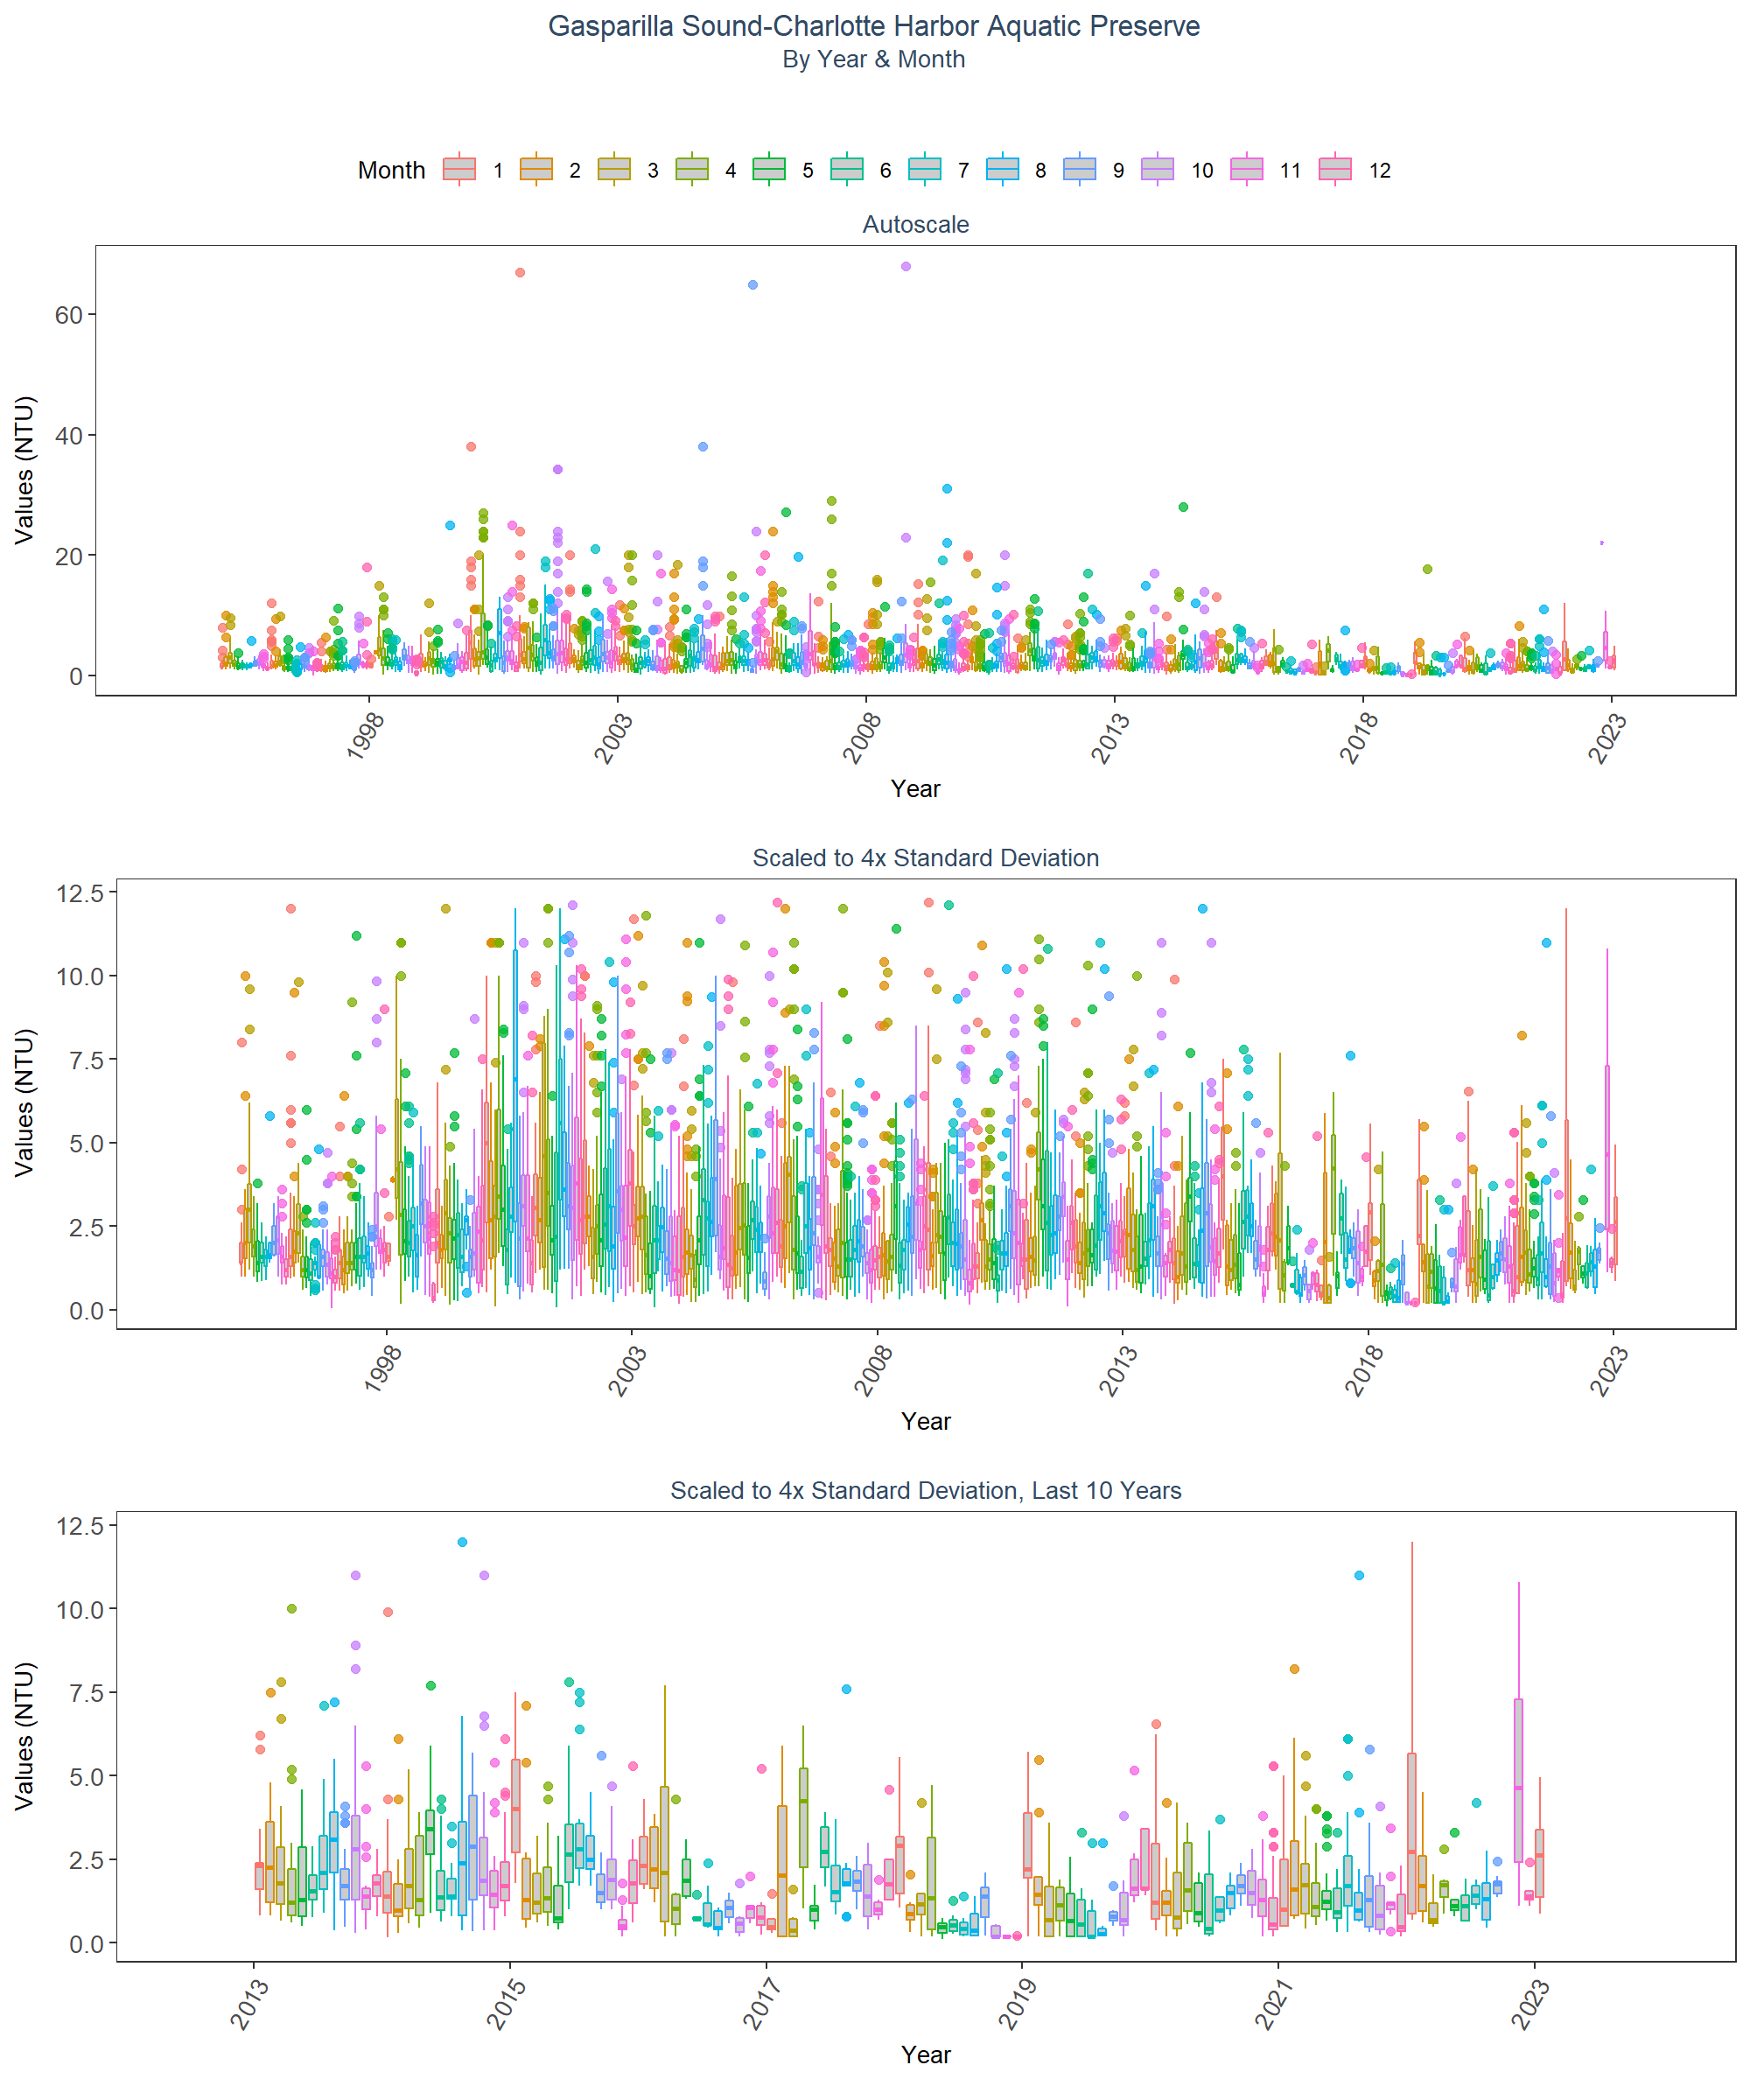 Gasparilla Sound-Charlotte Harbor Aquatic Preserve
By Year & Month
Month 1 2 3 4 5 6 7 8 9 10 11 12
Autoscale
Values (NTU)
60
40
20
0
1998 2003 2008 2013 2018 2023
Year
Scaled to 4x Standard Deviation
Values (NTU)
12.5
10.0
7.5
5.0
2.5
0.0
1998 2003 2008 2013 2018 2023
Year
Scaled to 4x Standard Deviation, Last 10 Years
Values (NTU)
12.5
10.0
7.5
5.0
2.5
0.0
2013 2015 2017 2019 2021 2023
Year